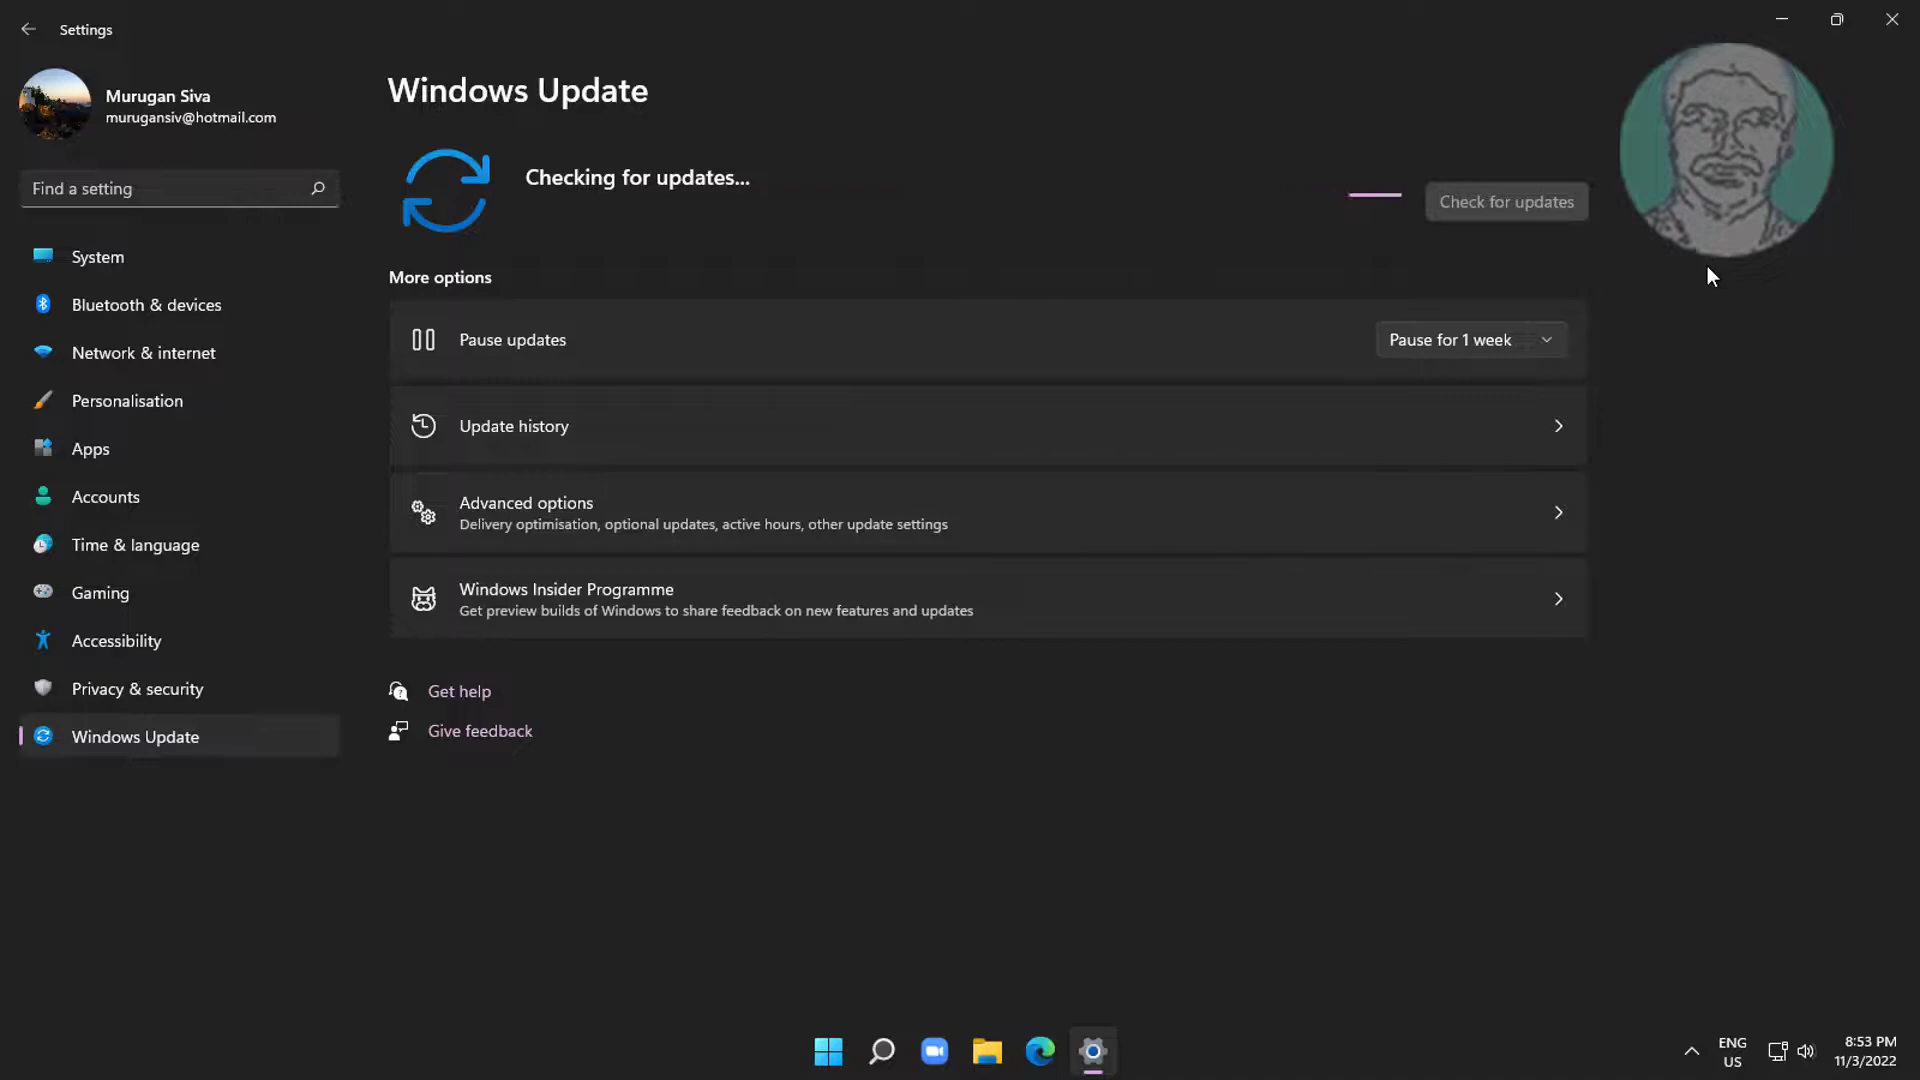 Settings
Murugan Siva
murugansiv@hotmail.com
Find a setting
System
Bluetooth & devices
Network & internet
Personalisation
Apps
Accounts
Time & language
Gaming
Accessibility
Privacy & security
Windows Update
Windows Update
Checking for updates...
Check for updates
More options
Pause updates
Pause for 1 week
Update history
Advanced options
Delivery optimisation, optional updates, active hours, other update settings
Windows Insider Programme
Get preview builds of Windows to share feedback on new features and updates
Get help
Give feedback
ENG
US
8:53 PM
11/3/2022